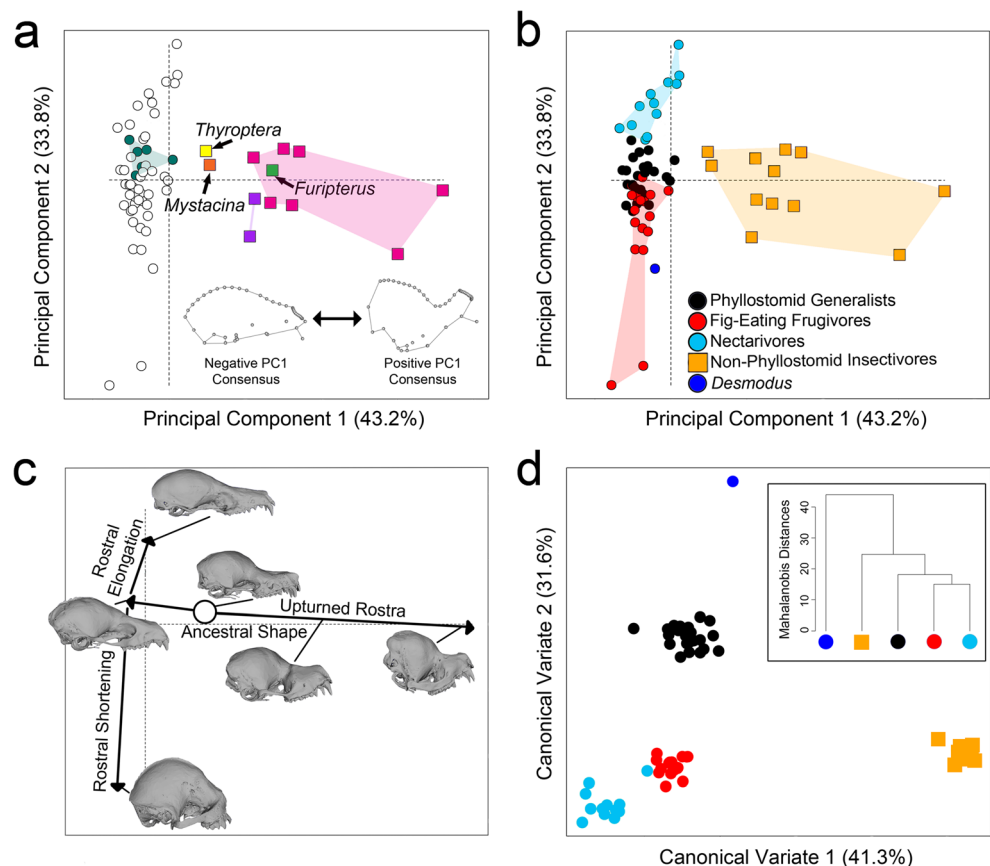 a
Principal Component 2 (33.8%)
Thyroptera
Mystacina
Furipterus
Negative PC1
Consensus
Positive PC1
Consensus
Principal Component 1 (43.2%)
b
Principal Component 2 (33.8%)
Phyllostomid Generalists
Fig-Eating Frugivores
Nectarivores
Non-Phyllostomid Insectivores
Desmodus
Principal Component 1 (43.2%)
c
Rostral
Elongation
Upturned Rostra
Ancestral Shape
Rostral Shortening
d
Canonical Variate 2 (31.6%)
Mahalanobis Distances
0
10
20
30
40
Canonical Variate 1 (41.3%)